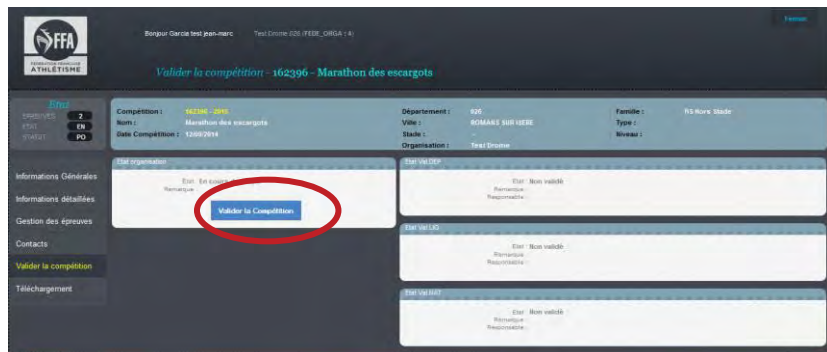 FFA
FÉDÉRATION FRANÇAISE
ATHLÉTISME
Bonjour Garcia test jean-marc Test Drome 026 (FEDE_ORGA : 4)
Fermer
Valider la compétition - 162396 - Marathon des escargots
Etat
EPREUVES 2
ETAT EN
STATUT PO
Compétition : 162396 - 2015
Nom : Marathon des escargots
Date Compétition :
Département : 026
Ville : ROMANS SUR ISERE
Stade : --
Organisation : Test Drome
Famille : RS Hors Stade
Type :
Niveau :
Informations Générales
Informations détaillées
Gestion des épreuves
Contacts
Valider la compétition
Téléchargement
Etat organisation
Etat : En cours
Remarque
Valider la Compétition
Etat Val.DEP
Etat : Non validé
Remarque :
Responsable :
Etat Val.LIG
Etat : Non validé
Remarque :
Responsable :
Etat Val.NAT
Etat : Non validé
Remarque :
Responsable :